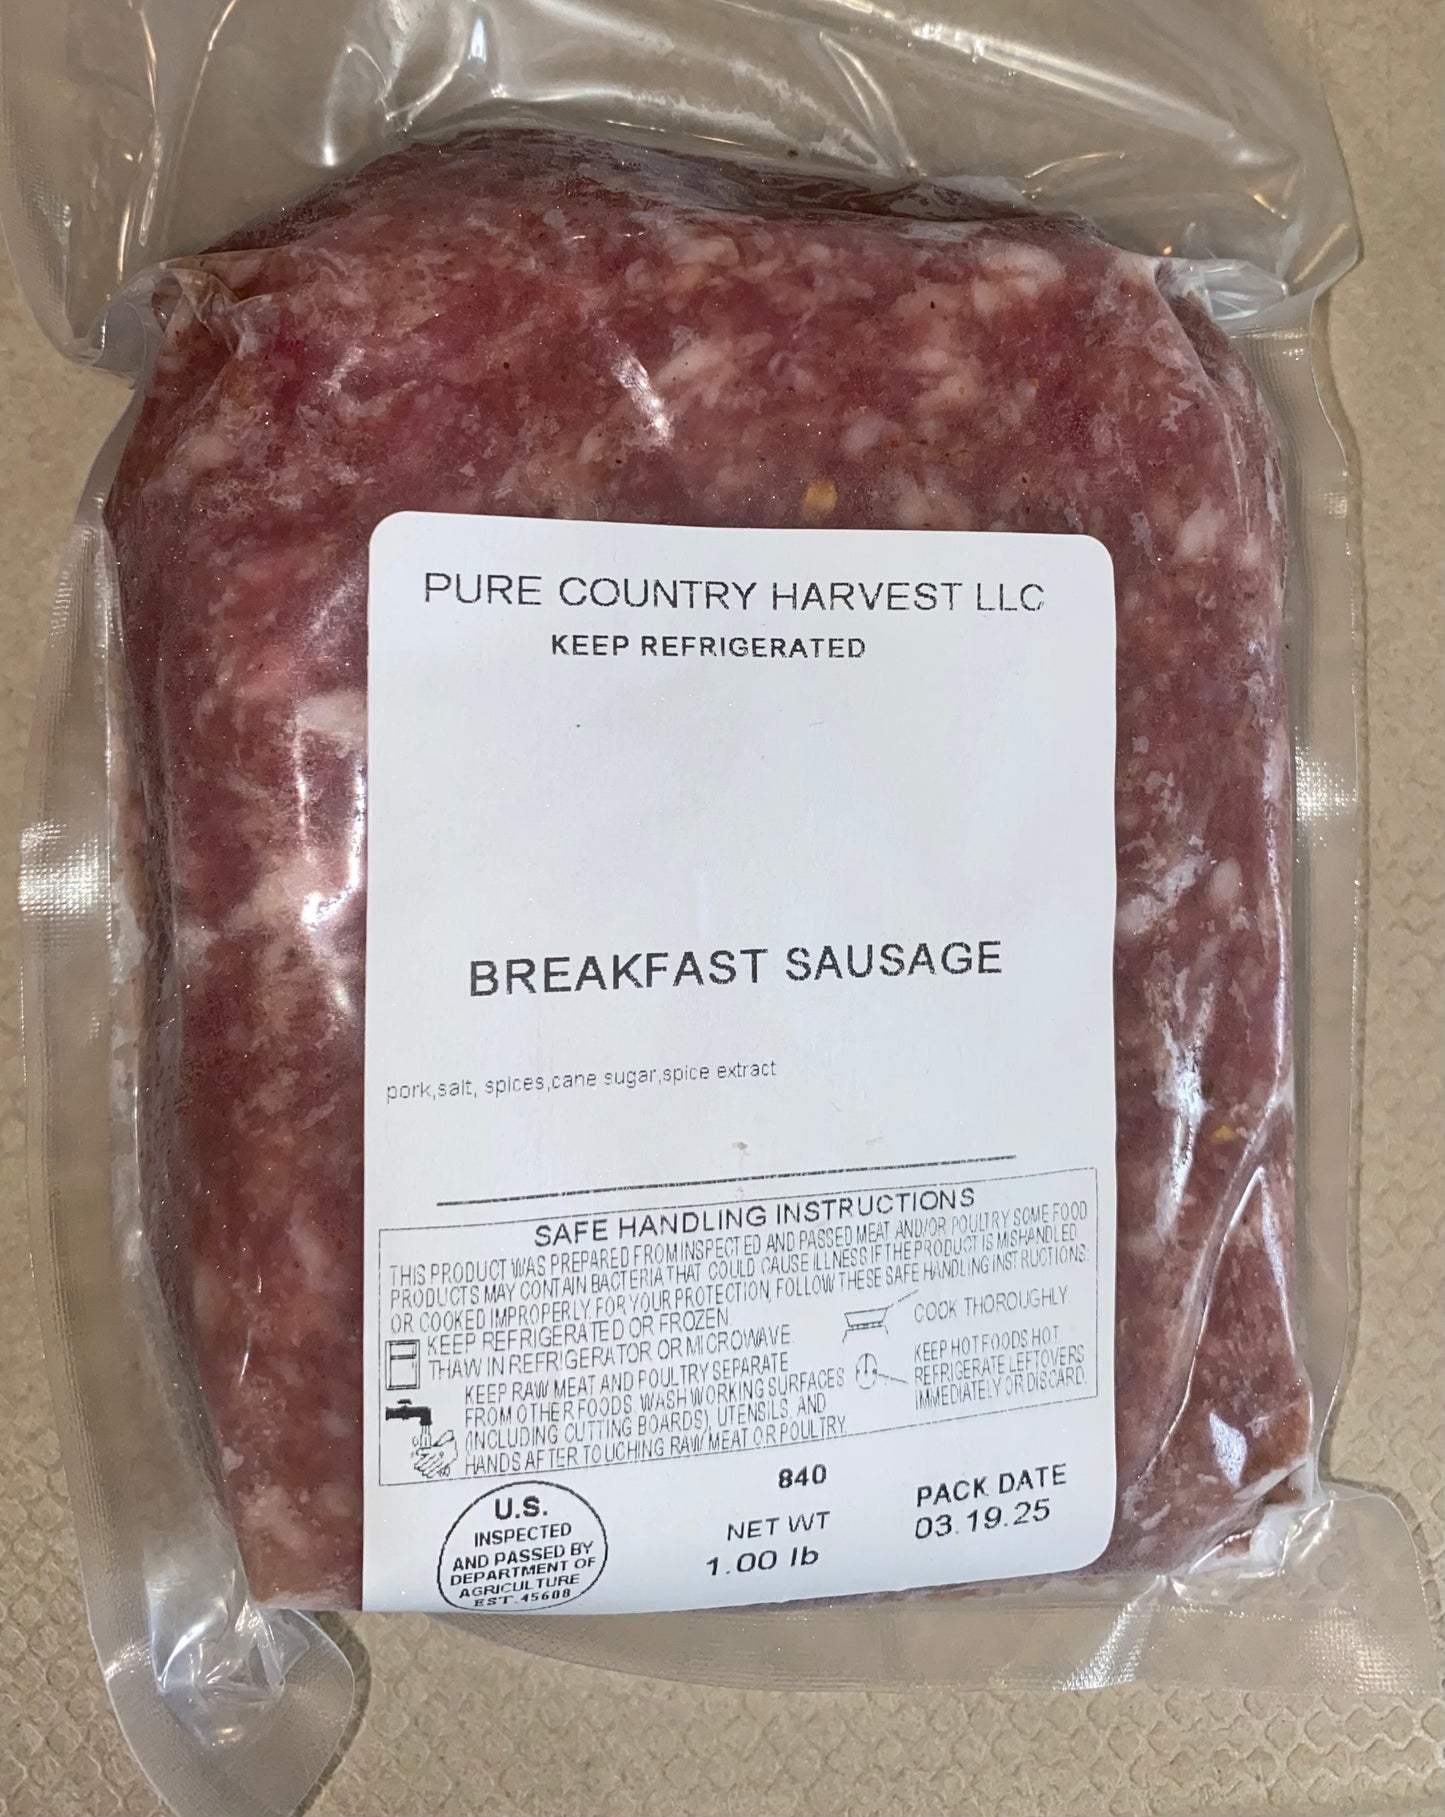 PURE COUNTRY HARVEST LLC
KEEP REFRIGERATED
BREAKFAST SAUSAGE
pork,salt, spices,cane sugar,spice extract
SAFE HANDLING INSTRUCTIONS
THIS PRODUCT WAS PREPARED FROM INSPECTED AND PASSED MEAT AND/OR POULTRY SOME FOOD
PRODUCTS MAY CONTAIN BACTERIA THAT COULD CAUSE ILLNESS IF THE PRODUCT IS MISHANDLED
OR COOKED IMPROPERLY. FOR YOUR PROTECTION, FOLLOW THESE SAFE HANDLING INSTRUCTIONS.
KEEP REFRIGERATED OR FROZEN.
THAW IN REFRIGERATOR OR MICROWAVE.
KEEP RAW MEAT AND POULTRY SEPARATE
FROM OTHER FOODS. WASH WORKING SURFACES
(INCLUDING CUTTING BOARDS), UTENSILS, AND
HANDS AFTER TOUCHING RAW MEAT OR POULTRY.
COOK THOROUGHLY.
KEEP HOT FOODS HOT.
REFRIGERATE LEFTOVERS
IMMEDIATELY OR DISCARD.
U.S.
INSPECTED
AND PASSED BY
DEPARTMENT OF
AGRICULTURE
EST. 45608
840
NET WT
1.00 lb
PACK DATE
03.19.25